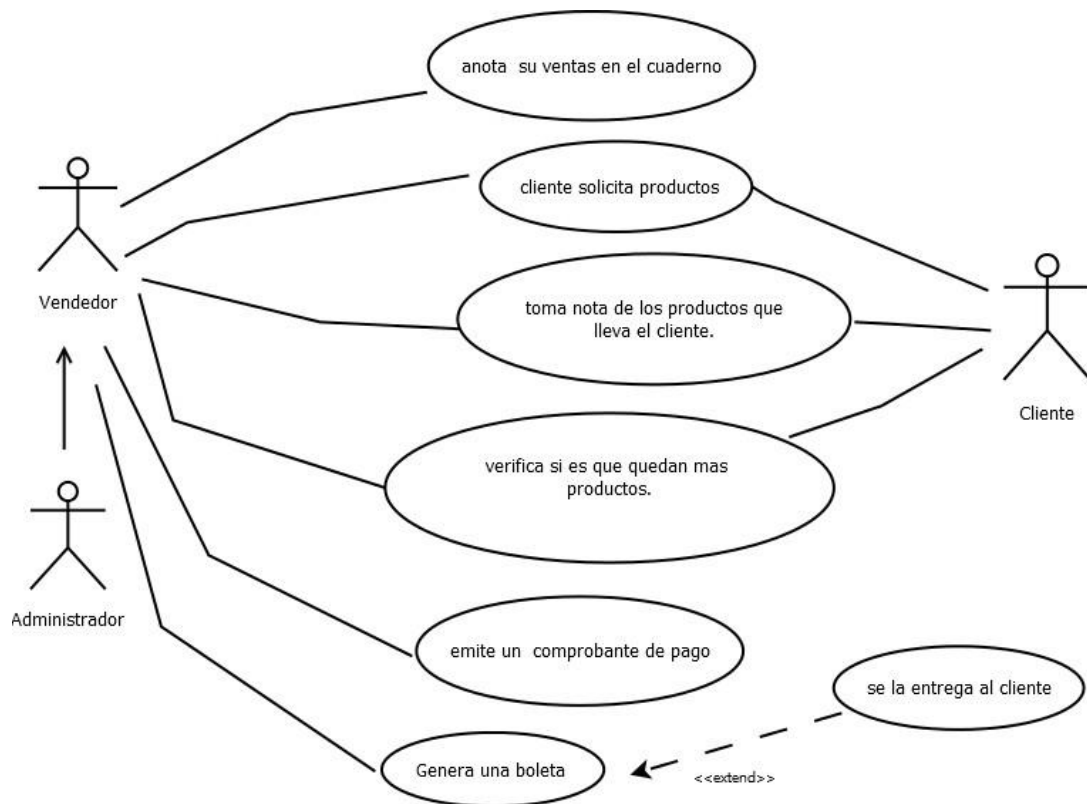 anota su ventas en el cuaderno
cliente solicita productos
Vendedor
toma nota de los productos que
lleva el cliente.
Cliente
verifica si es que quedan mas
productos.
Administrador
emite un comprobante de pago
se la entrega al cliente
Genera una boleta
<<extend>>